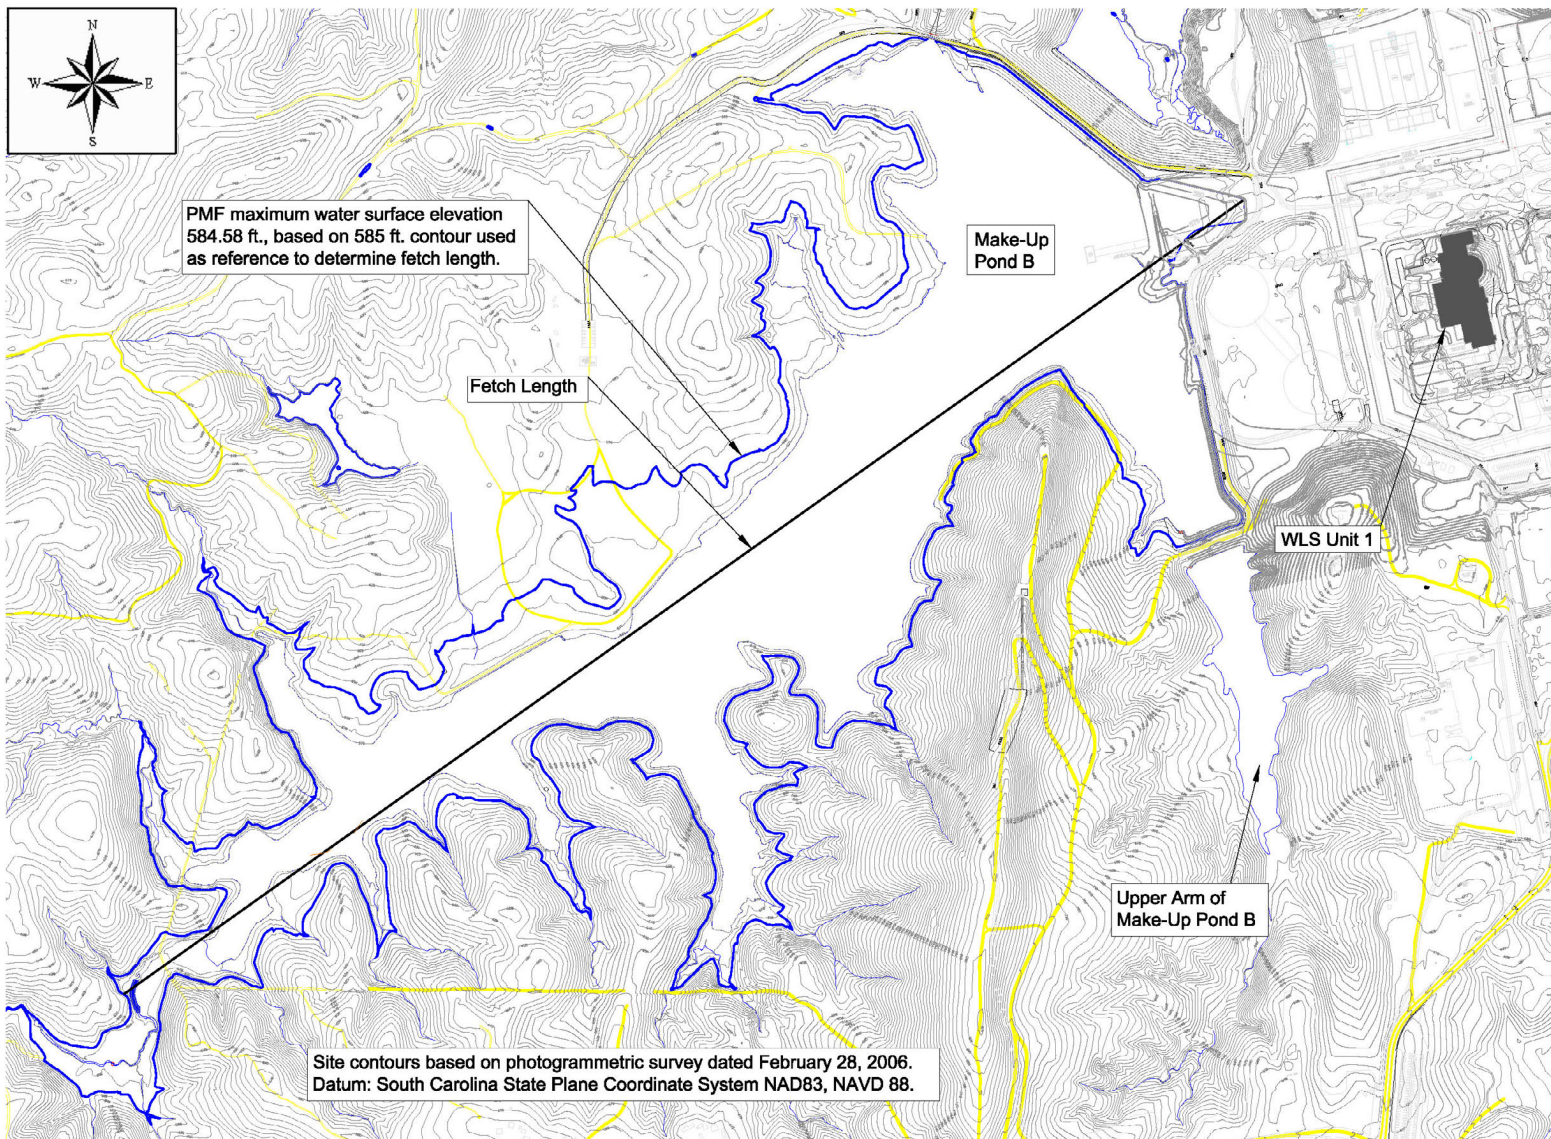 N
W E
S
PMF maximum water surface elevation
584.58 ft., based on 585 ft. contour used
as reference to determine fetch length.
Make-Up
Pond B
Fetch Length
WLS Unit 1
Upper Arm of
Make-Up Pond B
Site contours based on photogrammetric survey dated February 28, 2006.
Datum: South Carolina State Plane Coordinate System NAD83, NAVD 88.